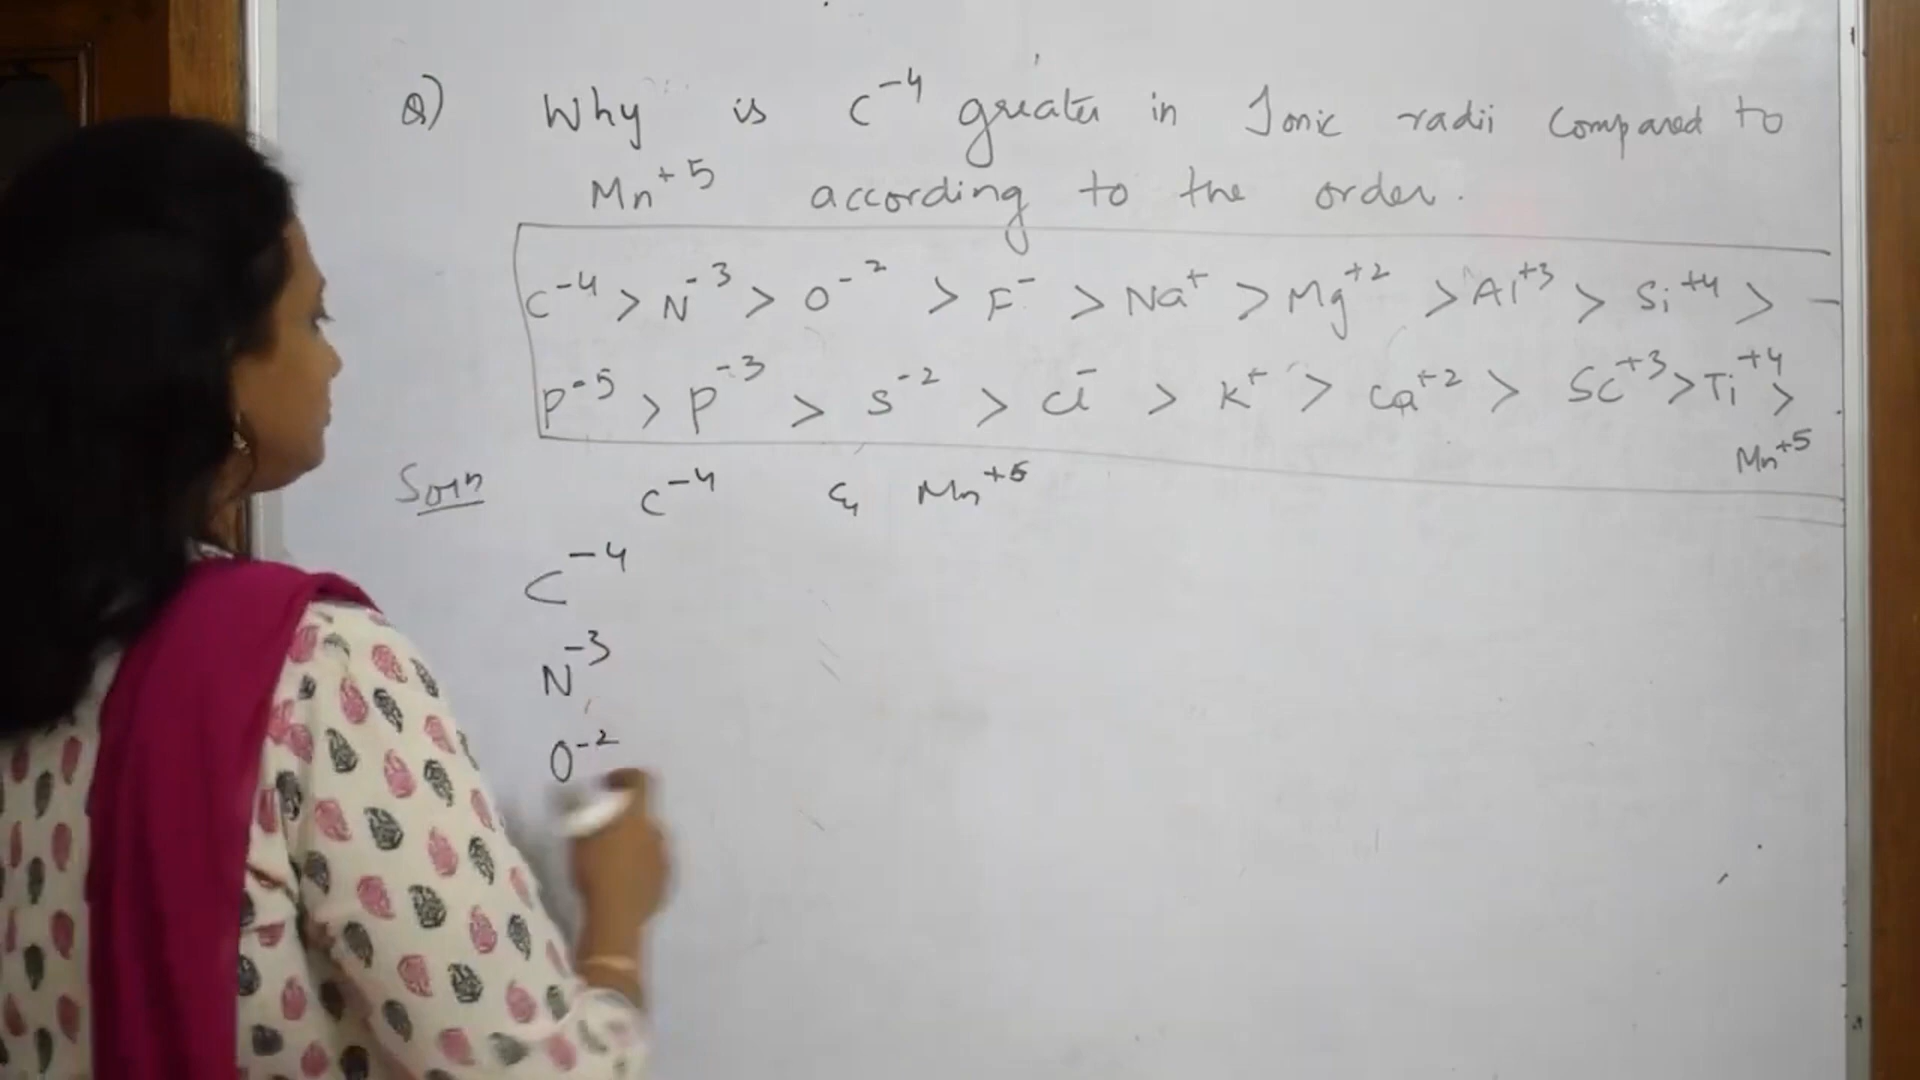 Q) Why is C⁻⁴ greater in Ionic radii compared to
Mn⁺⁵ according to the order.
C⁻⁴ > N⁻³ > O⁻² > F⁻ > Na⁺ > Mg⁺² > Al⁺³ > Si⁺⁴ > —
P⁻⁵ > P⁻³ > S⁻² > Cl⁻ > K⁺ > Ca⁺² > Sc⁺³ > Ti⁺⁴ >
Mn⁺⁵
Soln C⁻⁴ & Mn⁺⁵
C⁻⁴
N⁻³
O⁻²